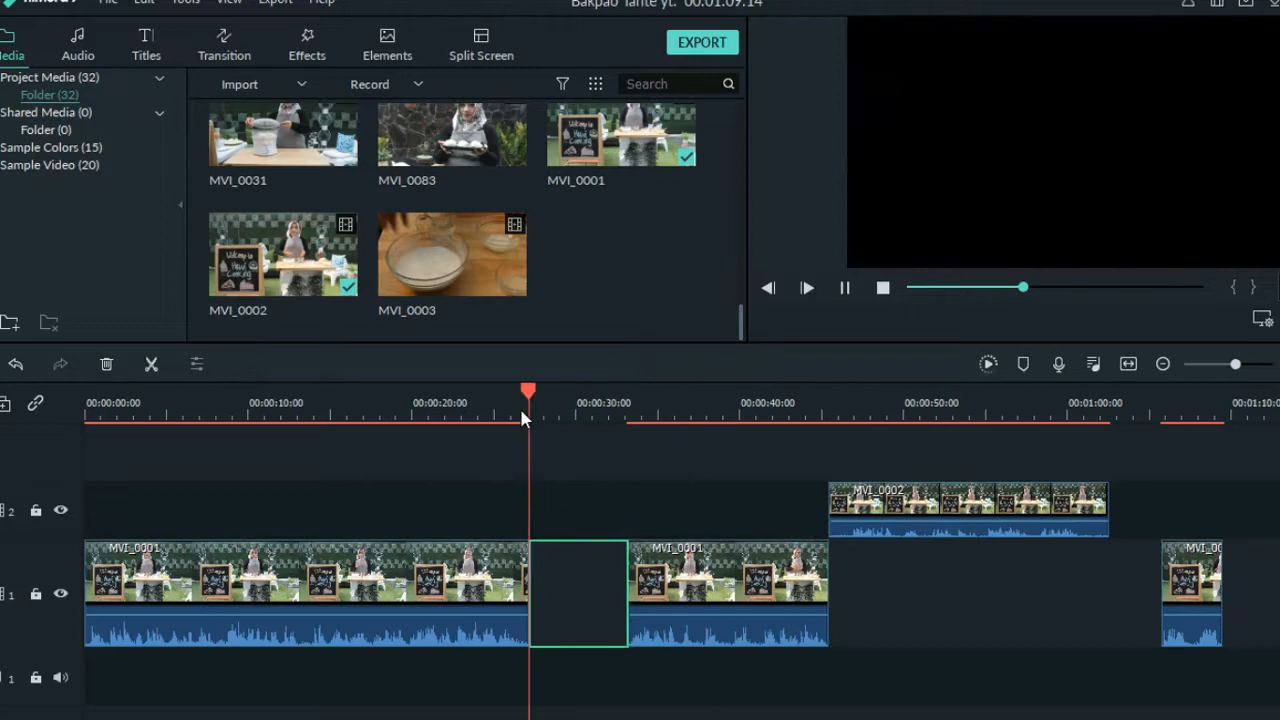 filmora9 File Edit Tools View Export Help
Bakpao Tante yt. 00:01:09:14
Media Audio Titles Transition Effects Elements Split Screen
EXPORT
Project Media (32)
Folder (32)
Shared Media (0)
Folder (0)
Sample Colors (15)
Sample Video (20)
Import Record Search
MVI_0031 MVI_0083 MVI_0001
MVI_0002 MVI_0003
00:00:00:00 00:00:10:00 00:00:20:00 00:00:30:00 00:00:40:00 00:00:50:00 00:01:00:00 00:01:10:0
2 MVI_0002
MVI_0001 MVI_0001 MVI_00
1
1